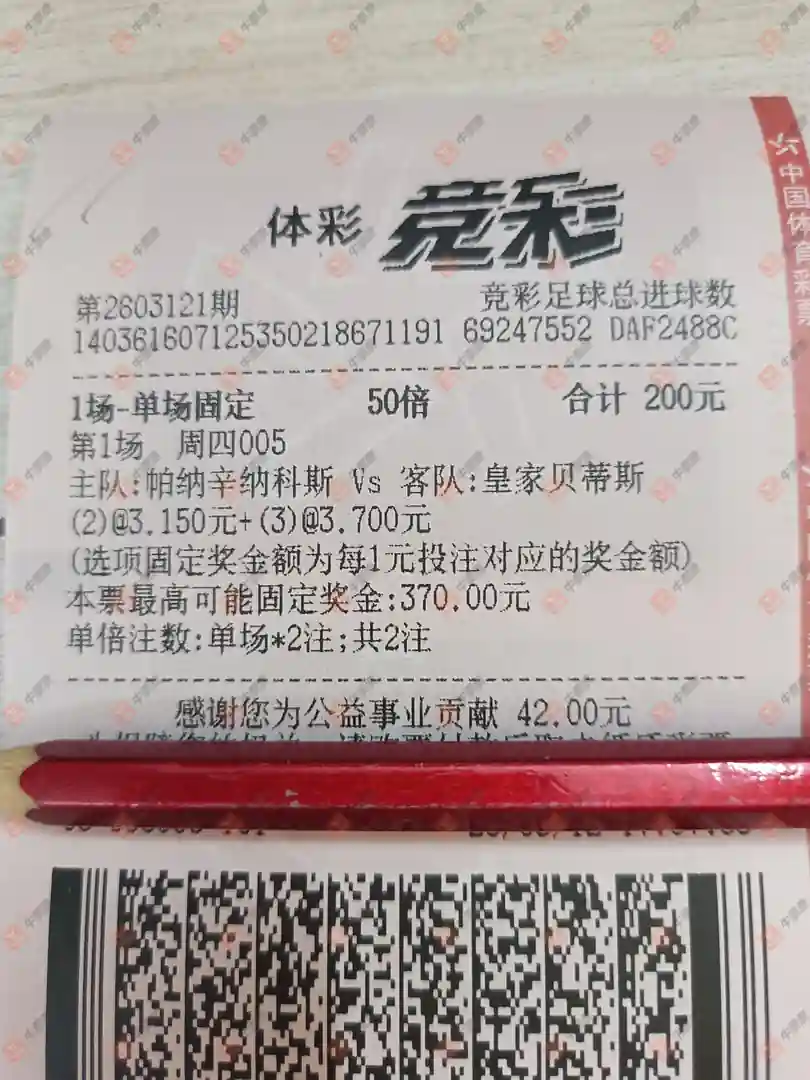 体彩 竞彩
第2603121期 竞彩足球总进球数
140361607125350218671191 69247552 DAF2488C
1场-单场固定 50倍 合计 200元
第1场 周四005
主队:帕纳辛纳科斯 Vs 客队:皇家贝蒂斯
(2)@3.150元+(3)@3.700元
(选项固定奖金额为每1元投注对应的奖金额)
本票最高可能固定奖金:370.00元
单倍注数:单场*2注;共2注
感谢您为公益事业贡献 42.00元
中国体育彩票